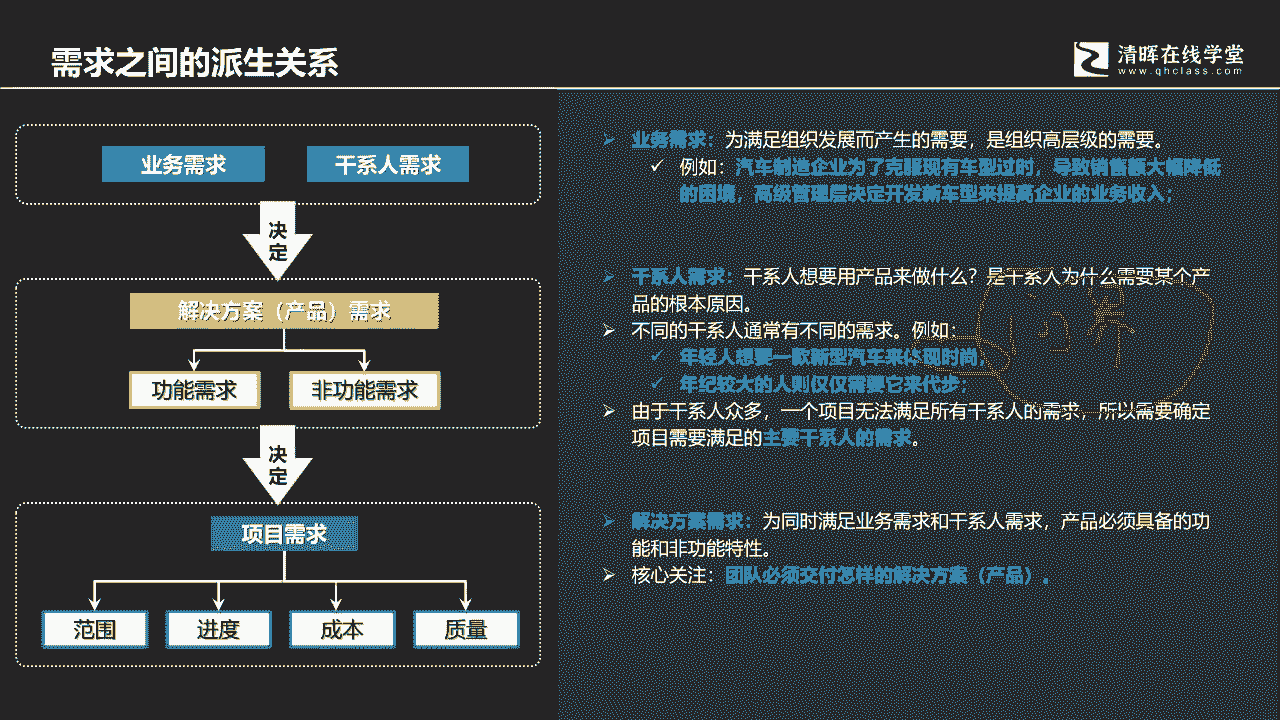 需求之间的派生关系
清晖在线学堂
www.qhclass.com
业务需求
干系人需求
决
定
解决方案（产品）需求
功能需求
非功能需求
决
定
项目需求
范围
进度
成本
质量
业务需求：为满足组织发展而产生的需要，是组织高层级的需要。
例如：汽车制造企业为了克服现有车型过时，导致销售额大幅降低
的困境，高级管理层决定开发新车型来提高企业的业务收入；
干系人需求：干系人想要用产品来做什么？是干系人为什么需要某个产
品的根本原因。
不同的干系人通常有不同的需求。例如：
年轻人想要一款新型汽车来体现时尚；
年纪较大的人则仅仅需要它来代步；
由于干系人众多，一个项目无法满足所有干系人的需求，所以需要确定
项目需要满足的主要干系人的需求。
解决方案需求：为同时满足业务需求和干系人需求，产品必须具备的功
能和非功能特性。
核心关注：团队必须交付怎样的解决方案（产品）。